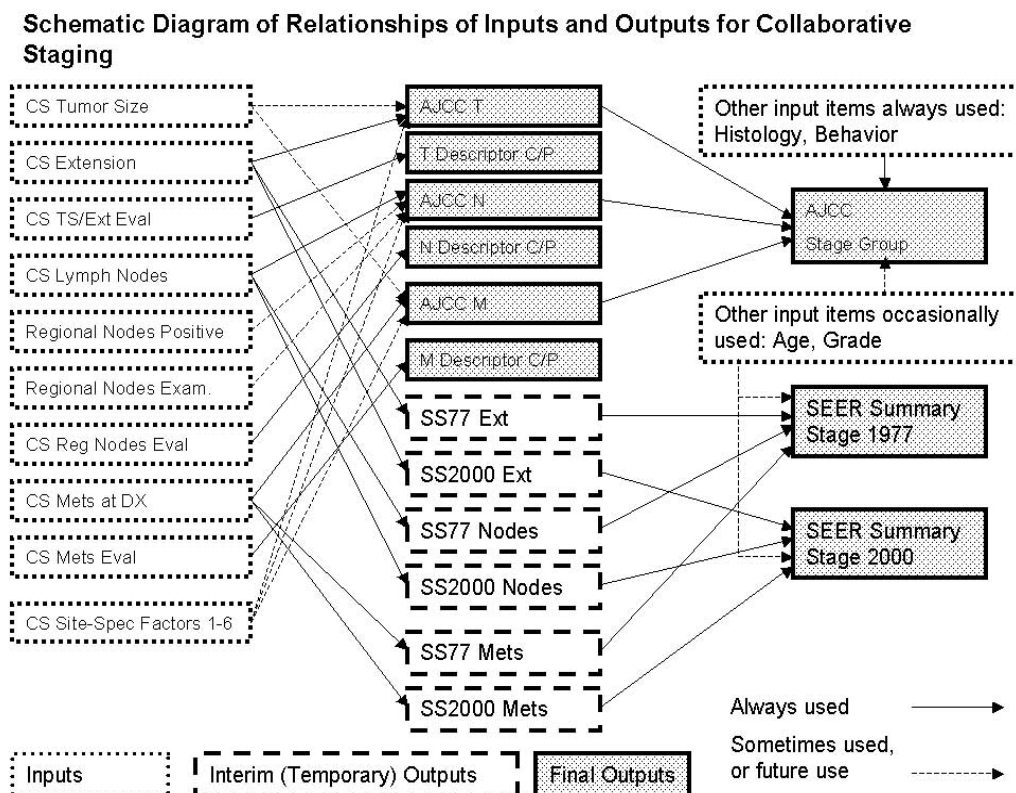 Schematic Diagram of Relationships of Inputs and Outputs for Collaborative
Staging
CS Tumor Size
CS Extension
CS TS/Ext Eval
CS Lymph Nodes
Regional Nodes Positive
Regional Nodes Exam.
CS Reg Nodes Eval
CS Mets at DX
CS Mets Eval
CS Site-Spec Factors 1-6
AJCC T
T Descriptor C/P
AJCC N
N Descriptor C/P
AJCC M
M Descriptor C/P
SS77 Ext
SS2000 Ext
SS77 Nodes
SS2000 Nodes
SS77 Mets
SS2000 Mets
Other input items always used:
Histology, Behavior
AJCC
Stage Group
Other input items occasionally
used: Age, Grade
SEER Summary
Stage 1977
SEER Summary
Stage 2000
Always used
Sometimes used,
or future use
Inputs
Interim (Temporary) Outputs
Final Outputs